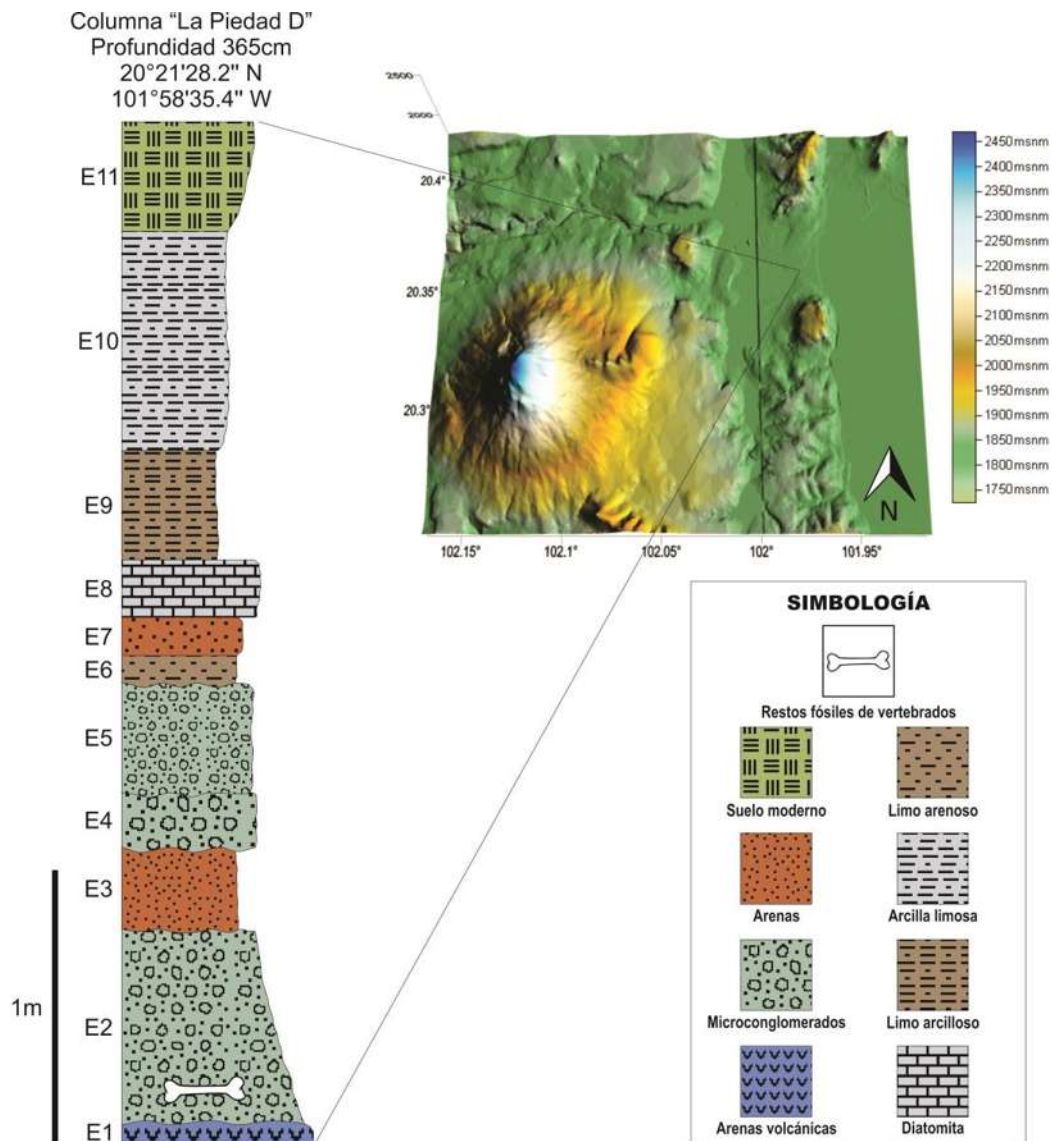 Columna “La Piedad D”
Profundidad 365cm
20°21'28.2" N
101°58'35.4" W
E11
E10
E9
E8
E7
E6
E5
E4
E3
E2
E1
1m
2500
2000
20.4°
20.35°
20.3°
102.15°
102.1°
102.05°
102°
101.95°
N
2450msnm
2400msnm
2350msnm
2300msnm
2250msnm
2200msnm
2150msnm
2100msnm
2050msnm
2000msnm
1950msnm
1900msnm
1850msnm
1800msnm
1750msnm
SIMBOLOGÍA
Restos fósiles de vertebrados
Suelo moderno
Limo arenoso
Arenas
Arcilla limosa
Microconglomerados
Limo arcilloso
Arenas volcánicas
Diatomita